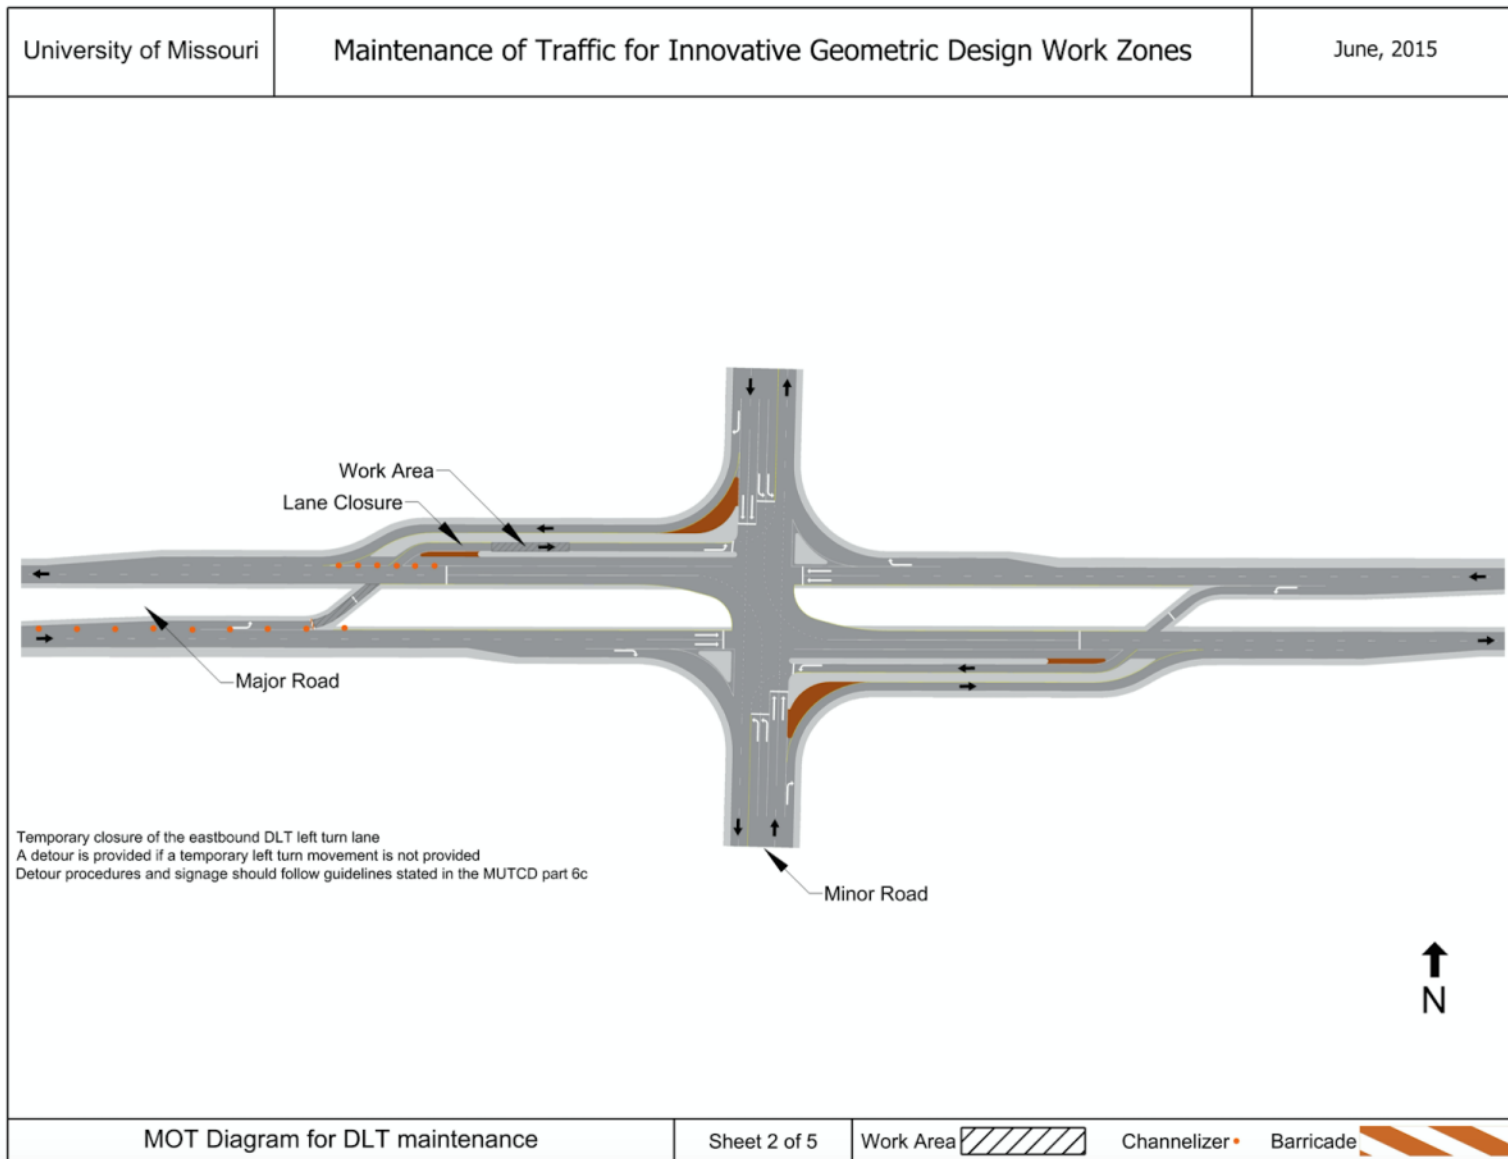 University of Missouri
Maintenance of Traffic for Innovative Geometric Design Work Zones
June, 2015
Work Area
Lane Closure
Major Road
Temporary closure of the eastbound DLT left turn lane
A detour is provided if a temporary left turn movement is not provided
Detour procedures and signage should follow guidelines stated in the MUTCD part 6c
Minor Road
N
MOT Diagram for DLT maintenance
Sheet 2 of 5
Work Area
Channelizer
Barricade